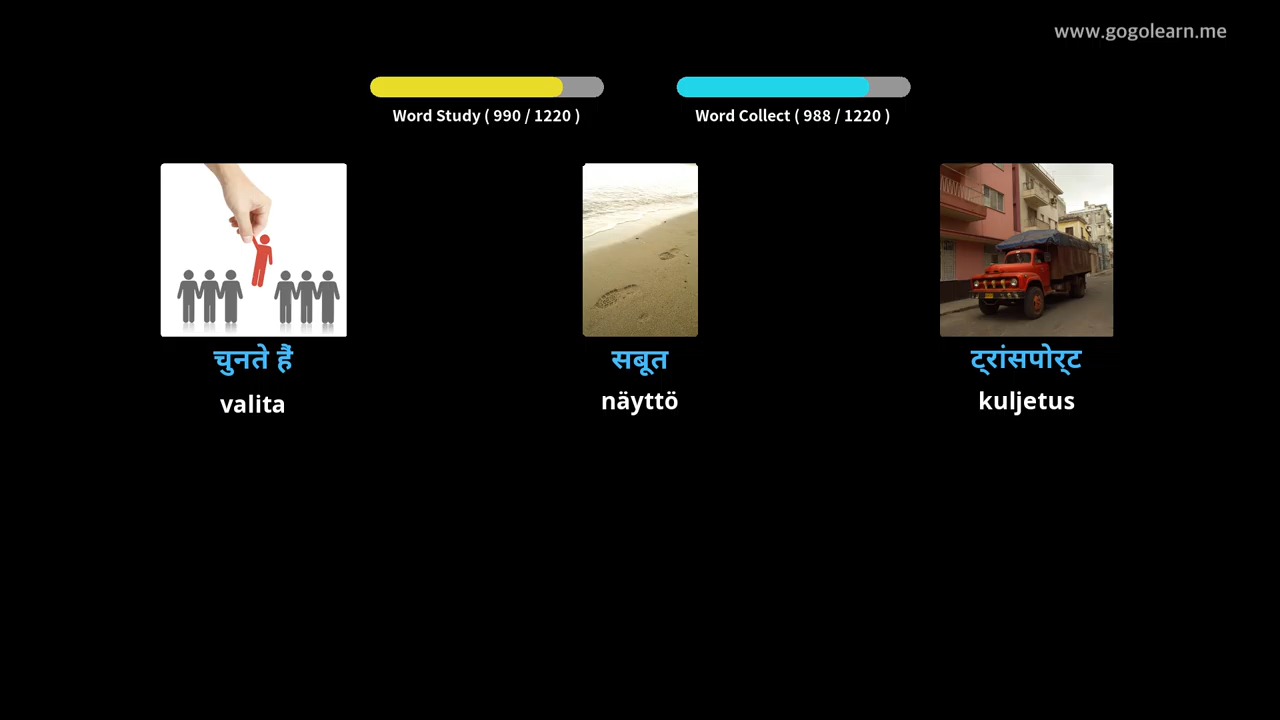 www.gogolearn.me
Word Study ( 990 / 1220 )
Word Collect ( 988 / 1220 )
चुनते हैं
सबूत
ट्रांसपोर्ट
valita
näyttö
kuljetus